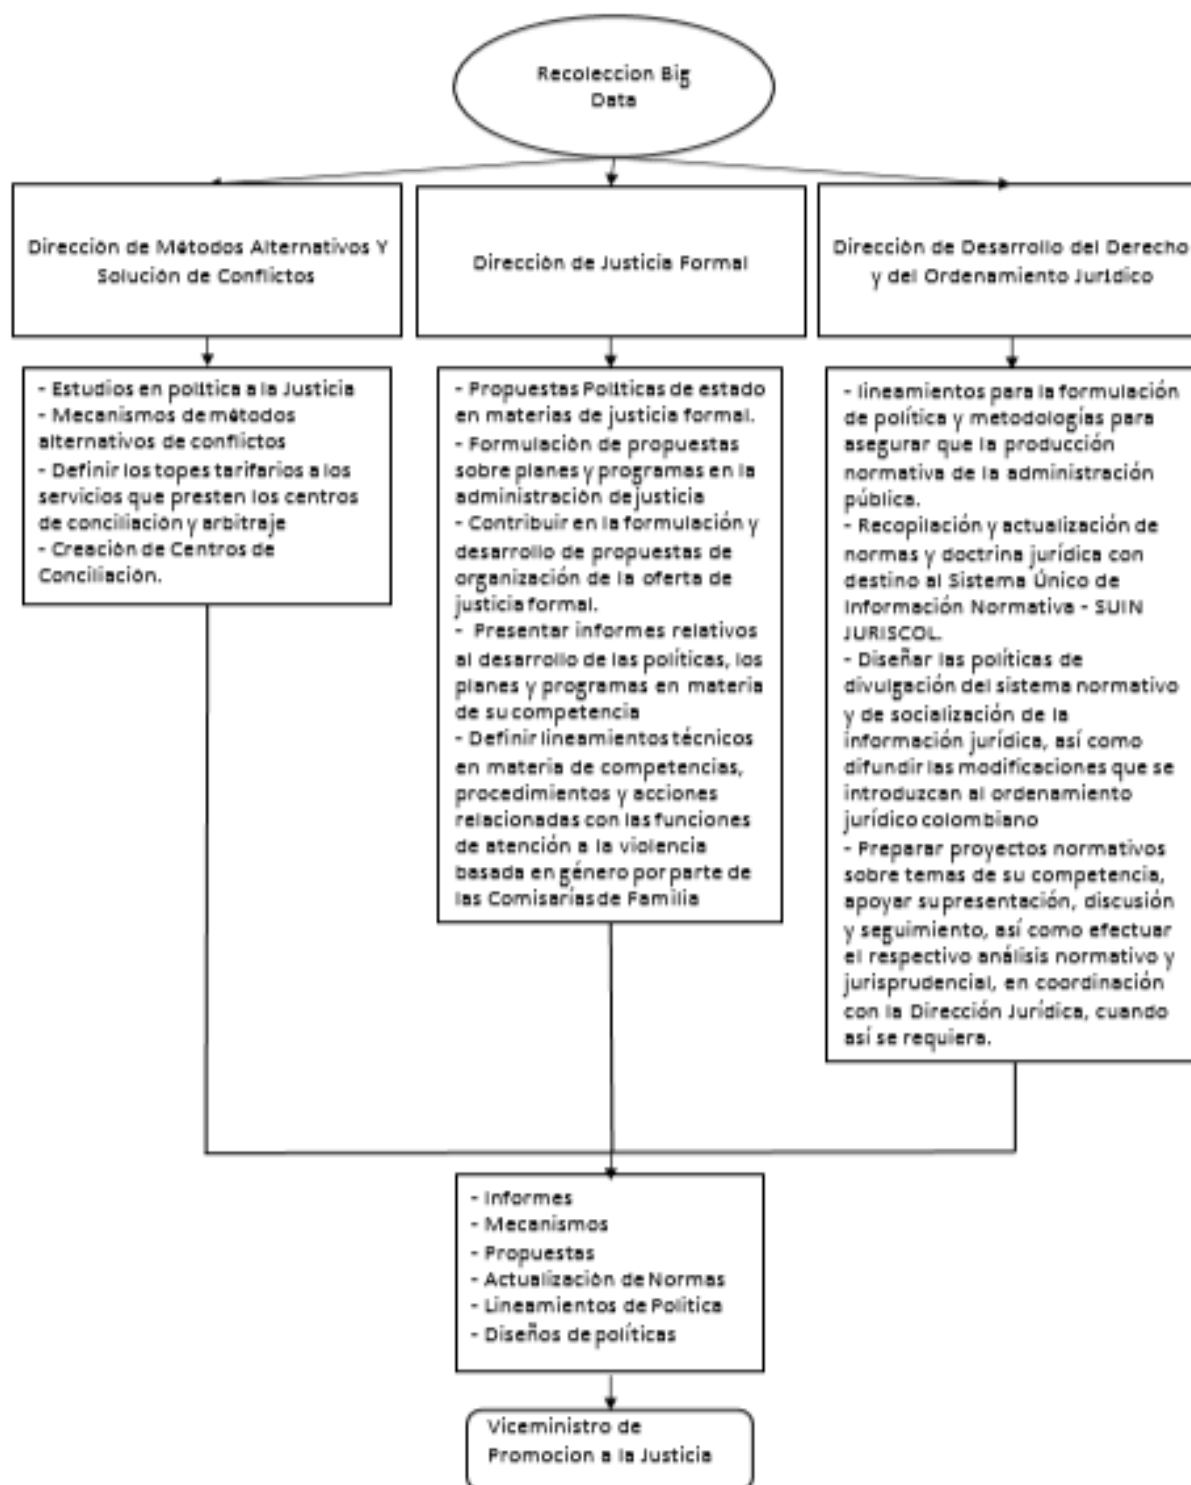 Recoleccion Big
Data
Dirección de Métodos Alternativos Y
Solución de Conflictos
Dirección de Justicia Formal
Dirección de Desarrollo del Derecho
y del Ordenamiento Jurídico
- Estudios en política a la Justicia
- Mecanismos de métodos
alternativos de conflictos
- Definir los topes tarifarios a los
servicios que presten los centros
de conciliación y arbitraje
- Creación de Centros de
Conciliación.
- Propuestas Políticas de estado
en materias de justicia formal.
- Formulación de propuestas
sobre planes y programas en la
administración de justicia
- Contribuir en la formulación y
desarrollo de propuestas de
organización de la oferta de
justicia formal.
- Presentar informes relativos
al desarrollo de las políticas, los
planes y programas en materia
de su competencia
- Definir lineamientos técnicos
en materia de competencias,
procedimientos y acciones
relacionadas con las funciones
de atención a la violencia
basada en género por parte de
las Comisarías de Familia
- lineamientos para la formulación
de política y metodologías para
asegurar que la producción
normativa de la administración
pública.
- Recopilación y actualización de
normas y doctrina jurídica con
destino al Sistema Único de
Información Normativa - SUIN
JURISCOL.
- Diseñar las políticas de
divulgación del sistema normativo
y de socialización de la
información jurídica, así como
difundir las modificaciones que se
introduzcan al ordenamiento
jurídico colombiano
- Preparar proyectos normativos
sobre temas de su competencia,
apoyar su presentación, discusión
y seguimiento, así como efectuar
el respectivo análisis normativo y
jurisprudencial, en coordinación
con la Dirección Jurídica, cuando
así se requiera.
- Informes
- Mecanismos
- Propuestas
- Actualización de Normas
- Lineamientos de Politica
- Diseños de políticas
Viceministro de
Promocion a la Justicia